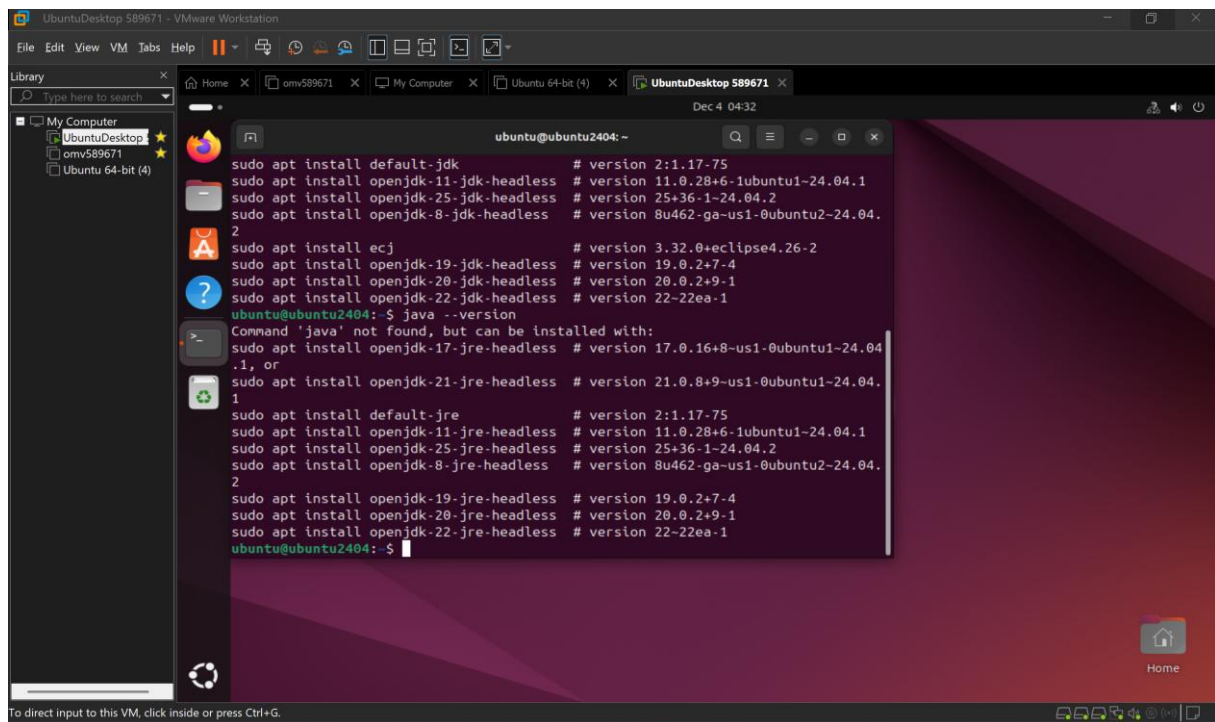 UbuntuDesktop 589671 - VMware Workstation
File Edit View VM Tabs Help
Library
Type here to search
My Computer
UbuntuDesktop
omv589671
Ubuntu 64-bit (4)
Home
omv589671
My Computer
Ubuntu 64-bit (4)
UbuntuDesktop 589671
Dec 4 04:32
ubuntu@ubuntu2404: ~
sudo apt install default-jdk # version 2:1.17-75
sudo apt install openjdk-11-jdk-headless # version 11.0.28+6-1ubuntu1~24.04.1
sudo apt install openjdk-25-jdk-headless # version 25+36-1~24.04.2
sudo apt install openjdk-8-jdk-headless # version 8u462-ga~us1-0ubuntu2~24.04.
2
sudo apt install ecj # version 3.32.0+eclipse4.26-2
sudo apt install openjdk-19-jdk-headless # version 19.0.2+7-4
sudo apt install openjdk-20-jdk-headless # version 20.0.2+9-1
sudo apt install openjdk-22-jdk-headless # version 22~22ea-1
ubuntu@ubuntu2404:~$ java --version
Command 'java' not found, but can be installed with:
sudo apt install openjdk-17-jre-headless # version 17.0.16+8~us1-0ubuntu1~24.04
.1, or
sudo apt install openjdk-21-jre-headless # version 21.0.8+9~us1-0ubuntu1~24.04.
1
sudo apt install default-jre # version 2:1.17-75
sudo apt install openjdk-11-jre-headless # version 11.0.28+6-1ubuntu1~24.04.1
sudo apt install openjdk-25-jre-headless # version 25+36-1~24.04.2
sudo apt install openjdk-8-jre-headless # version 8u462-ga~us1-0ubuntu2~24.04.
2
sudo apt install openjdk-19-jre-headless # version 19.0.2+7-4
sudo apt install openjdk-20-jre-headless # version 20.0.2+9-1
sudo apt install openjdk-22-jre-headless # version 22~22ea-1
ubuntu@ubuntu2404:~$
Home
To direct input to this VM, click inside or press Ctrl+G.